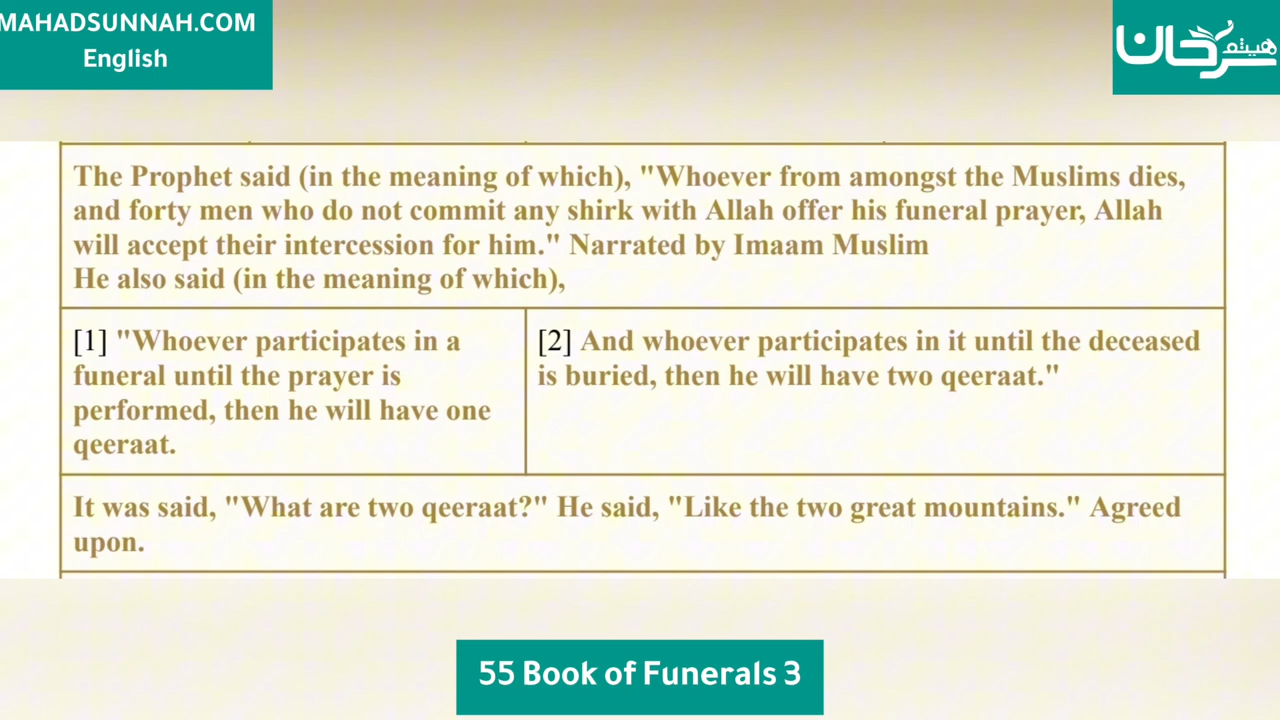 MAHADSUNNAH.COM
English
هيثم
سرحان
The Prophet said (in the meaning of which), "Whoever from amongst the Muslims dies,
and forty men who do not commit any shirk with Allah offer his funeral prayer, Allah
will accept their intercession for him." Narrated by Imaam Muslim
He also said (in the meaning of which),
[1] "Whoever participates in a
funeral until the prayer is
performed, then he will have one
qeeraat.
[2] And whoever participates in it until the deceased
is buried, then he will have two qeeraat."
It was said, "What are two qeeraat?" He said, "Like the two great mountains." Agreed
upon.
55 Book of Funerals 3